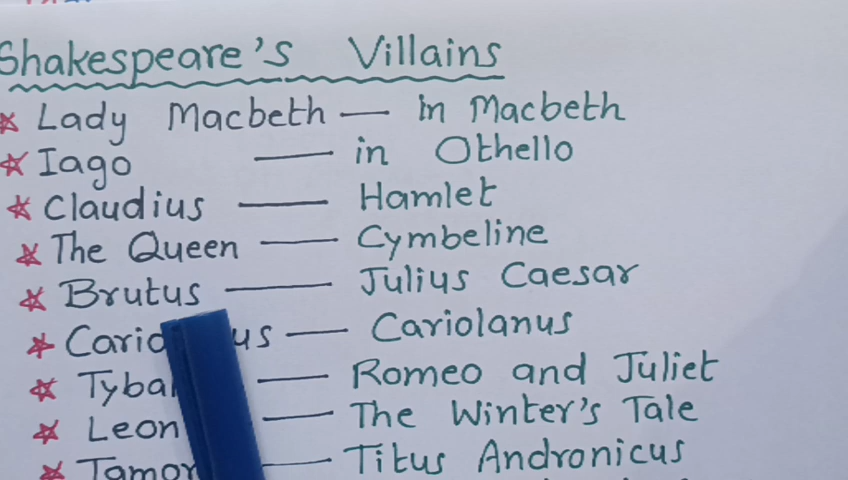 Shakespeare's Villains
Lady Macbeth — in Macbeth
Iago — in Othello
Claudius — Hamlet
The Queen — Cymbeline
Brutus — Julius Caesar
— Cariolanus
— Romeo and Juliet
— The Winter's Tale
— Titus Andronicus